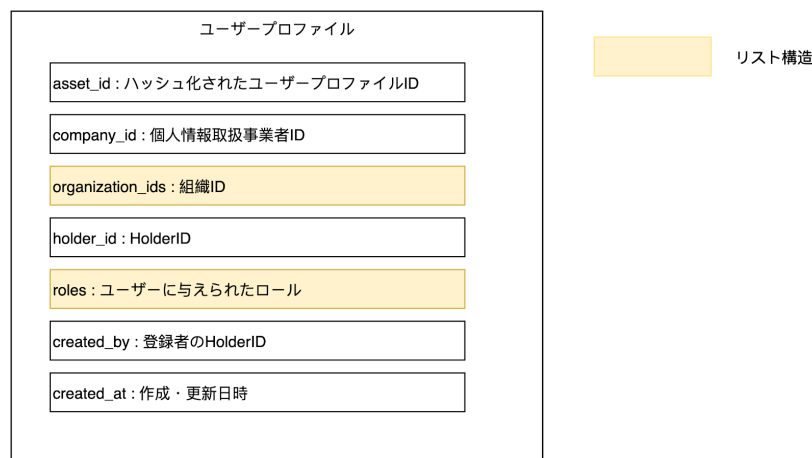 ユーザープロファイル
リスト構造
asset_id : ハッシュ化されたユーザープロファイルID
company_id : 個人情報取扱事業者ID
organization_ids : 組織ID
holder_id : HolderID
roles : ユーザーに与えられたロール
created_by : 登録者のHolderID
created_at : 作成・更新日時